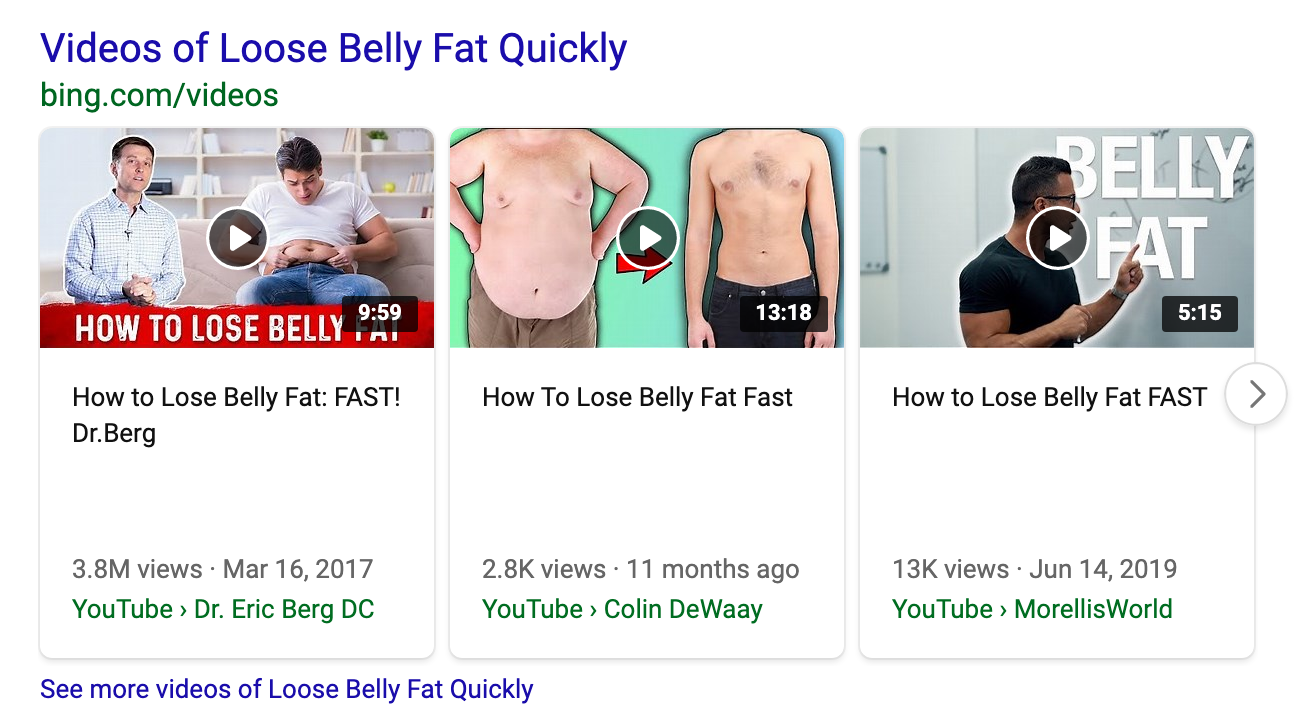 Videos of Loose Belly Fat Quickly
bing.com/videos
HOW TO LOSE BELLY FAT
9:59
13:18
BELLY
FAT
5:15
How to Lose Belly Fat: FAST!
Dr.Berg
3.8M views · Mar 16, 2017
YouTube › Dr. Eric Berg DC
How To Lose Belly Fat Fast
2.8K views · 11 months ago
YouTube › Colin DeWaay
How to Lose Belly Fat FAST
13K views · Jun 14, 2019
YouTube › MorellisWorld
See more videos of Loose Belly Fat Quickly